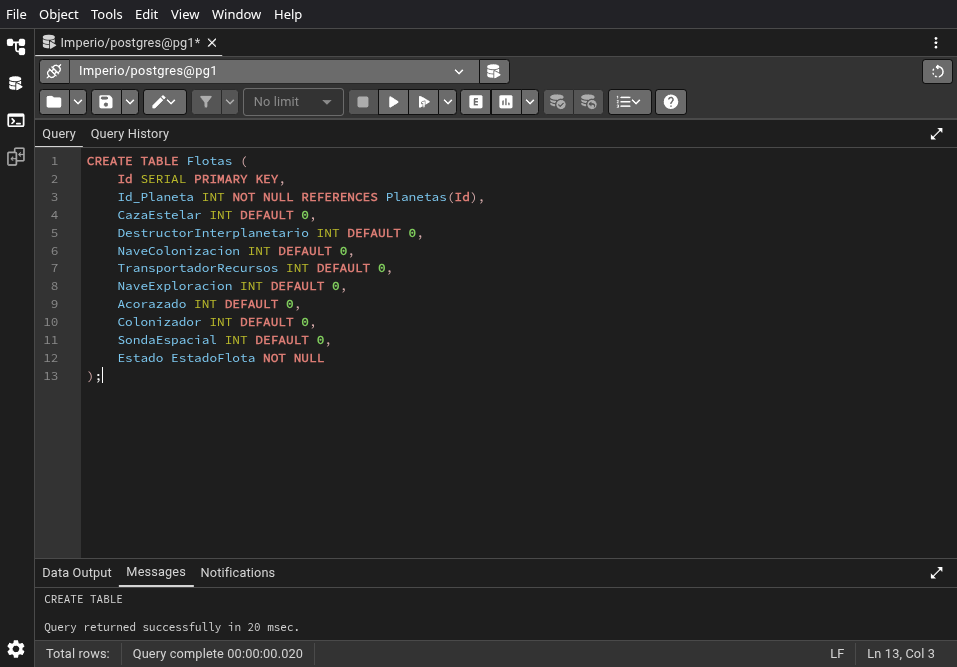 File Object Tools Edit View Window Help
Imperio/postgres@pg1*
Imperio/postgres@pg1
No limit
E
Query Query History
1 CREATE TABLE Flotas (
2 Id SERIAL PRIMARY KEY,
3 Id_Planeta INT NOT NULL REFERENCES Planetas(Id),
4 CazaEstelar INT DEFAULT 0,
5 DestructorInterplanetario INT DEFAULT 0,
6 NaveColonizacion INT DEFAULT 0,
7 TransportadorRecursos INT DEFAULT 0,
8 NaveExploracion INT DEFAULT 0,
9 Acorazado INT DEFAULT 0,
10 Colonizador INT DEFAULT 0,
11 SondaEspacial INT DEFAULT 0,
12 Estado EstadoFlota NOT NULL
13 );
Data Output Messages Notifications
CREATE TABLE
Query returned successfully in 20 msec.
Total rows: Query complete 00:00:00.020 LF Ln 13, Col 3